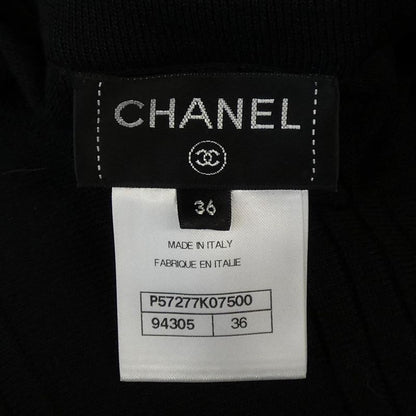 CHANEL
36
MADE IN ITALY
FABRIQUE EN ITALIE
P57277K07500
94305 36